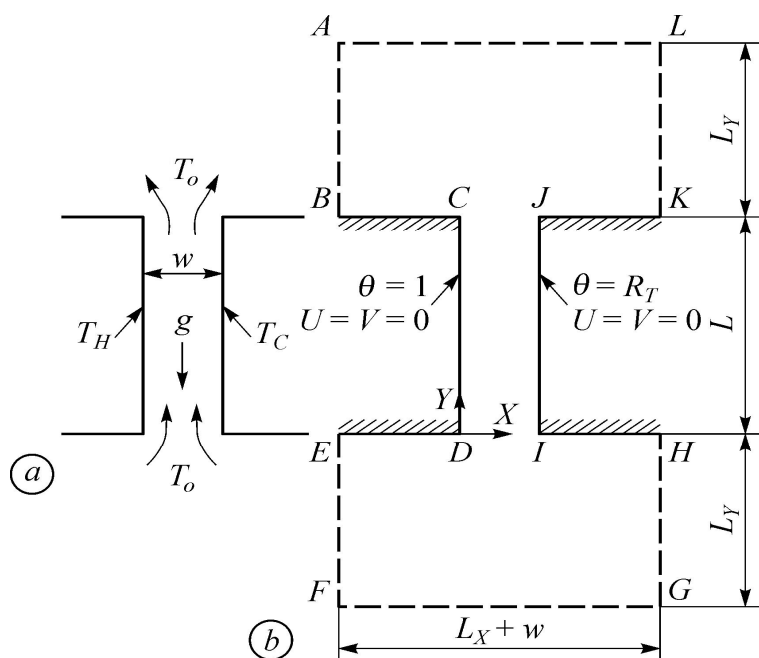 A L
T_o
L_Y
B C J K
w
θ = 1 θ = R_T
T_H g T_C U = V = 0 U = V = 0 L
Y X
E D I H
a T_o
L_Y
F G
b L_X + w